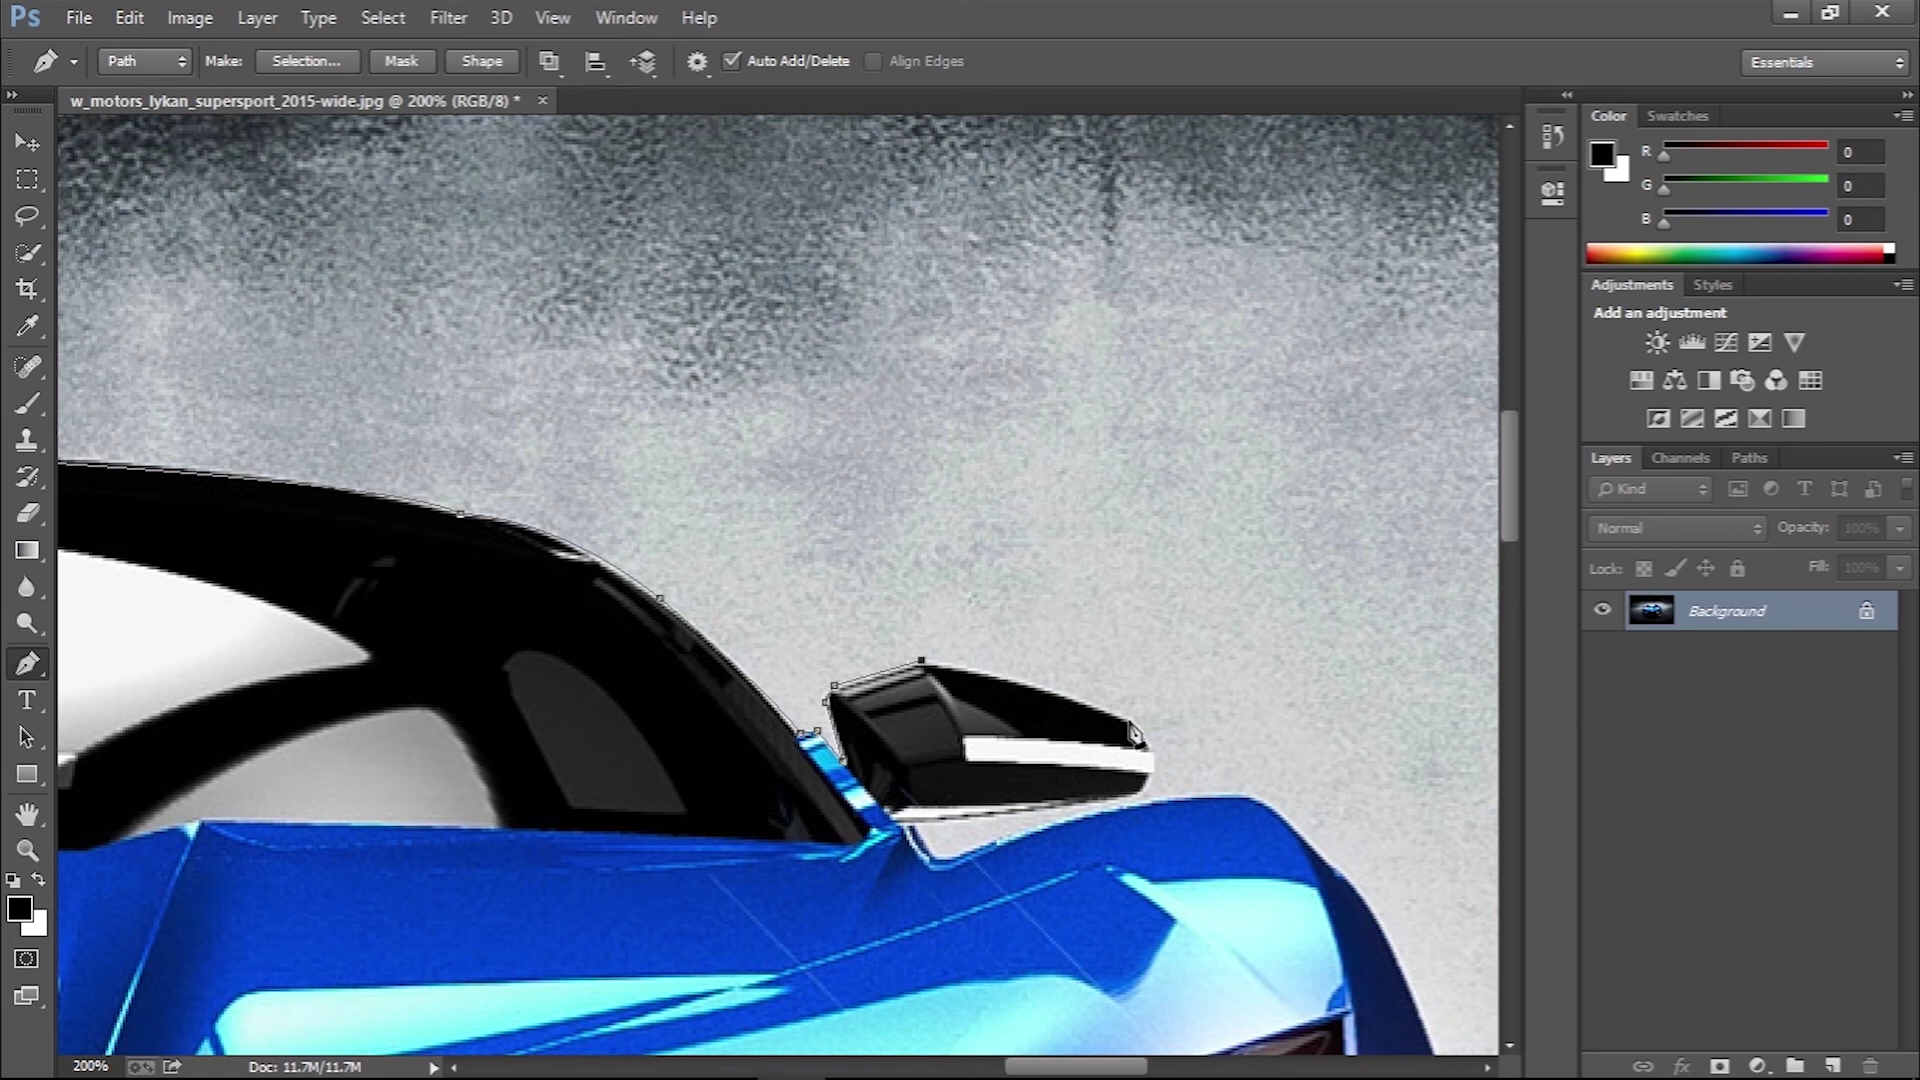 Ps File Edit Image Layer Type Select Filter 3D View Window Help
Path Make: Selection... Mask Shape Auto Add/Delete Align Edges Essentials
w_motors_lykan_supersport_2015-wide.jpg @ 200% (RGB/8) *
Color Swatches
R 0
G 0
B 0
Adjustments Styles
Add an adjustment
Layers Channels Paths
Kind
Normal Opacity: 100%
Lock: Fill: 100%
Background
200% Doc: 11.7M/11.7M